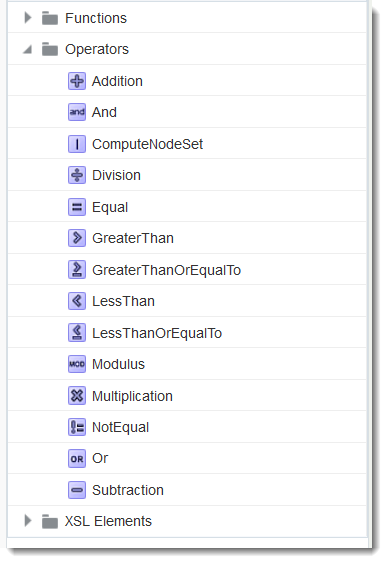 Functions
Operators
Addition
and And
ComputeNodeSet
Division
Equal
GreaterThan
GreaterThanOrEqualTo
LessThan
LessThanOrEqualTo
MOD Modulus
Multiplication
NotEqual
OR Or
Subtraction
XSL Elements